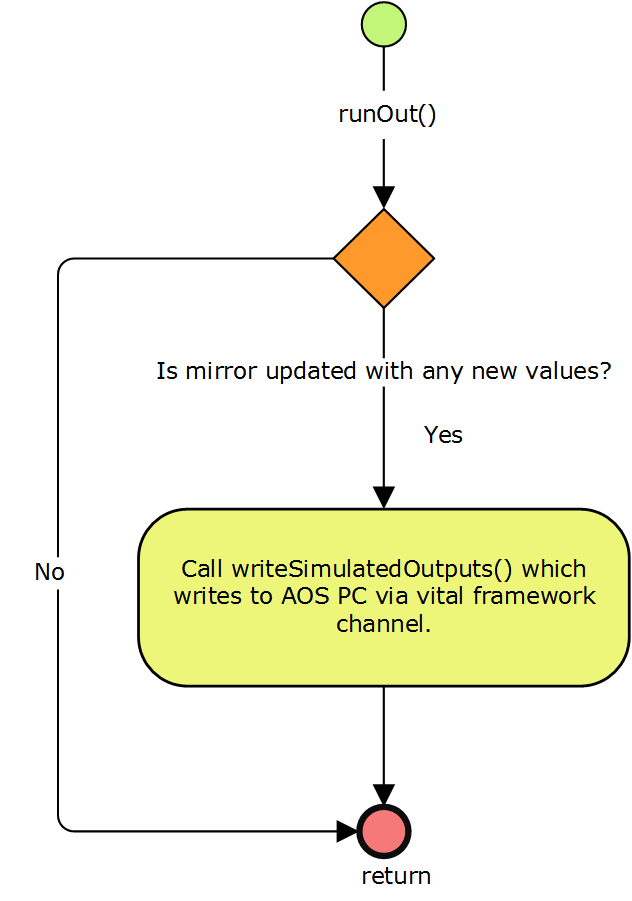 runOut()
Is mirror updated with any new values?
Yes
No
Call writeSimulatedOutputs() which
writes to AOS PC via vital framework
channel.
return